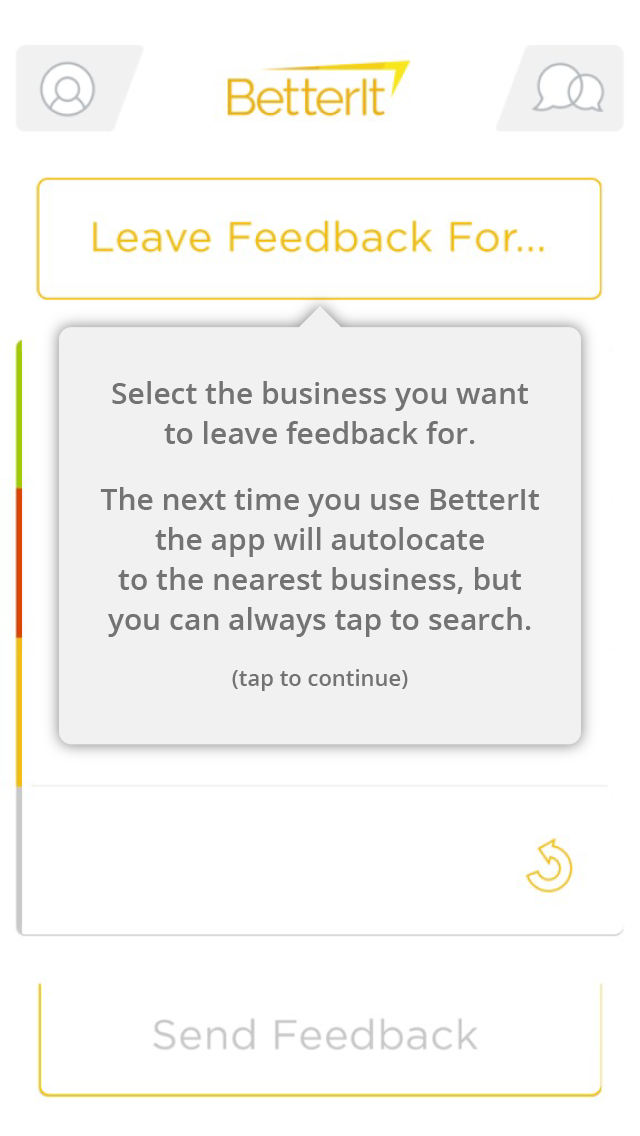 BetterIt
Leave Feedback For...
Select the business you want
to leave feedback for.
The next time you use BetterIt
the app will autolocate
to the nearest business, but
you can always tap to search.
(tap to continue)
Send Feedback